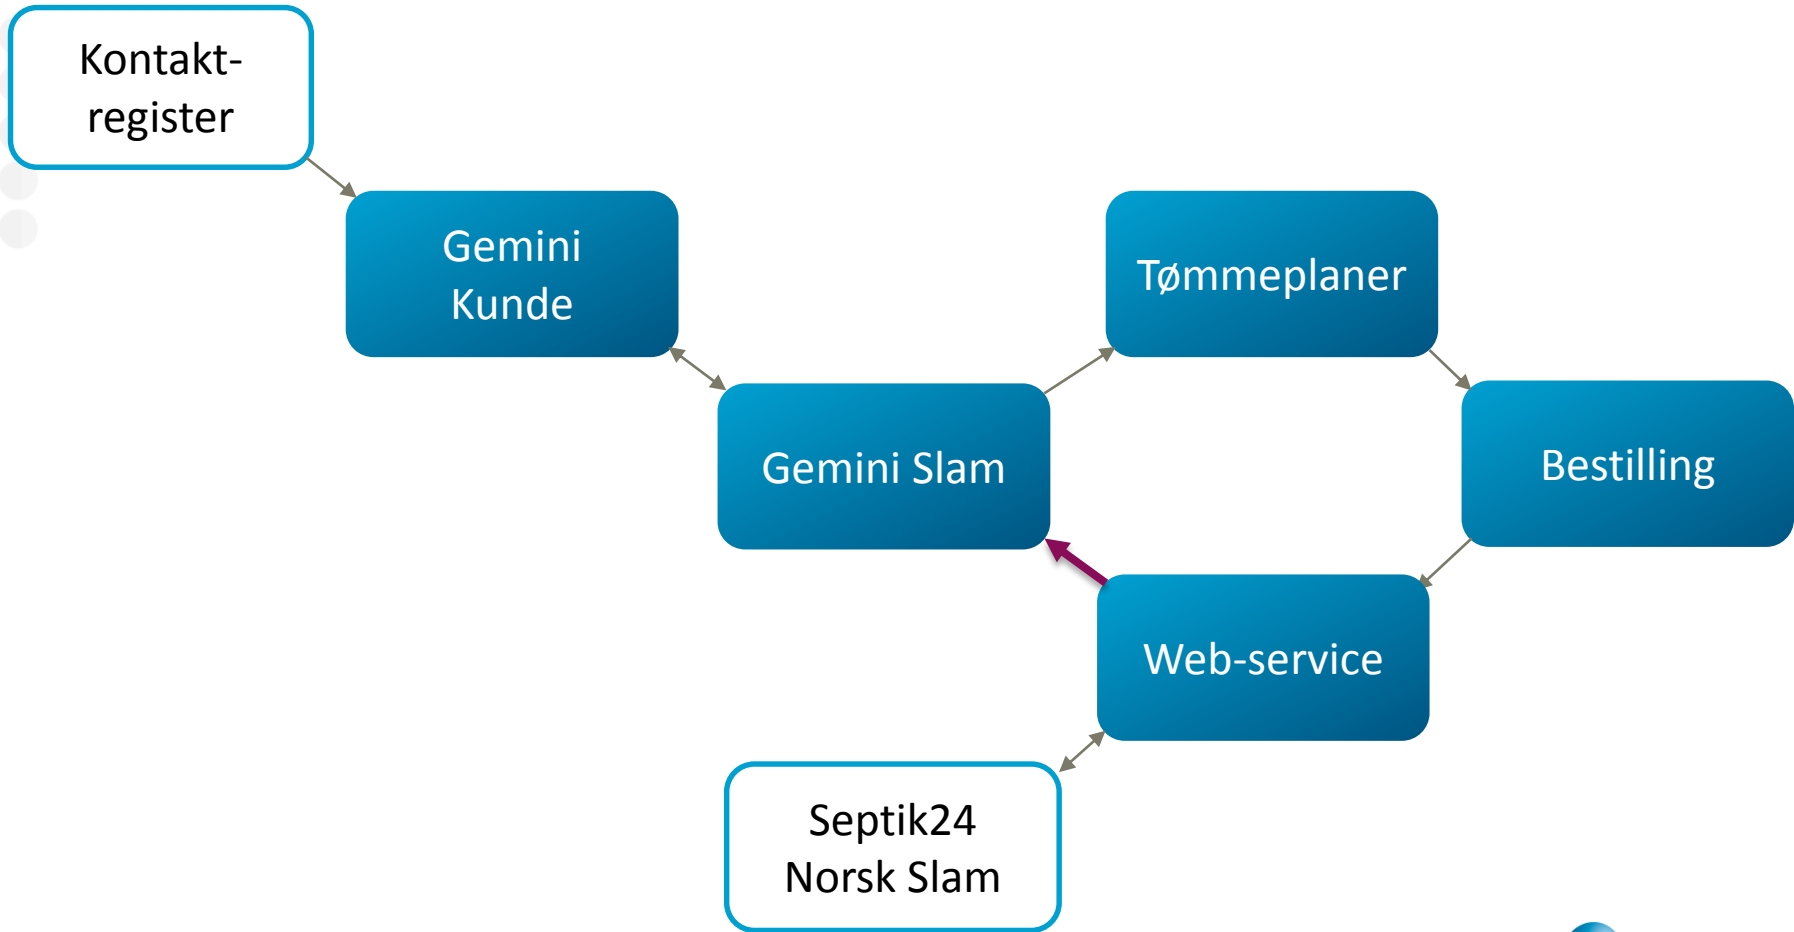 Kontakt-
register
Gemini
Kunde
Tømmeplaner
Gemini Slam
Bestilling
Web-service
Septik24
Norsk Slam